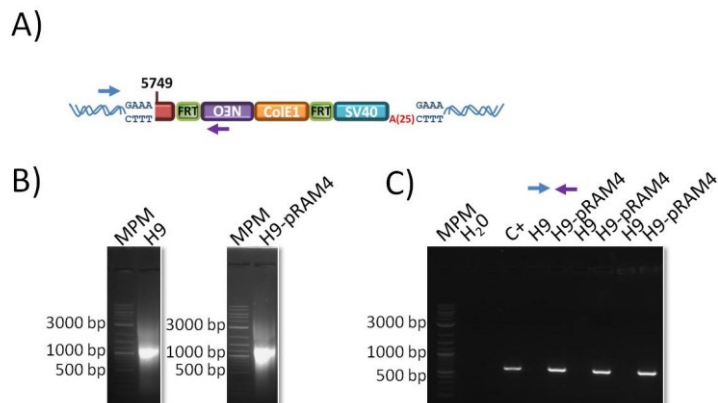 A)
5749
GAAA FRT NEO ColE1 FRT SV40 GAAA
CTTT A(25) CTTT
B)
MPM H9
3000 bp
1000 bp
500 bp
MPM H9-pRAM4
3000 bp
1000 bp
500 bp
C)
MPM H₂0 C+ H9 H9-pRAM4 H9 H9-pRAM4 H9 H9-pRAM4
3000 bp
1000 bp
500 bp